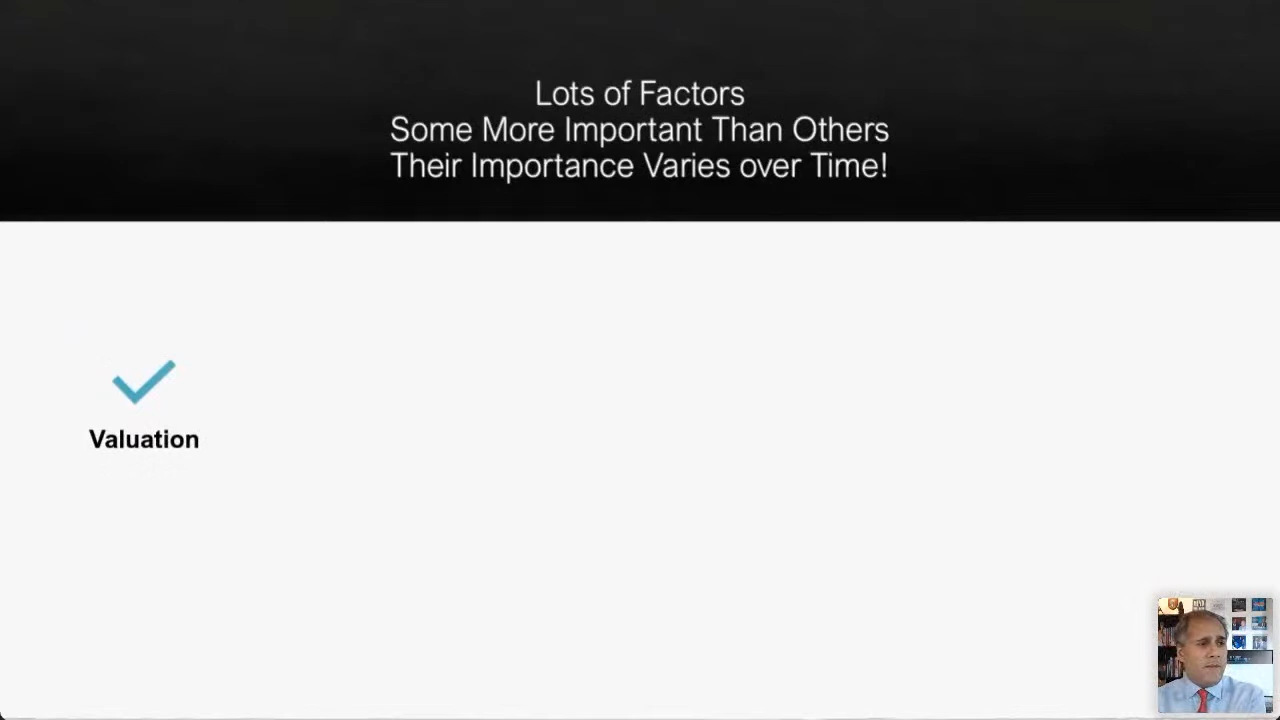 Lots of Factors
Some More Important Than Others
Their Importance Varies over Time!
Valuation